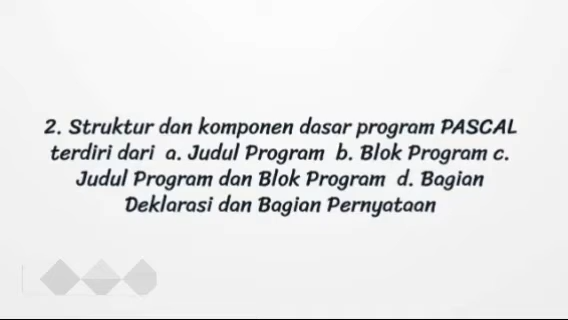 2. Struktur dan komponen dasar program PASCAL
terdiri dari a. Judul Program b. Blok Program c.
Judul Program dan Blok Program d. Bagian
Deklarasi dan Bagian Pernyataan